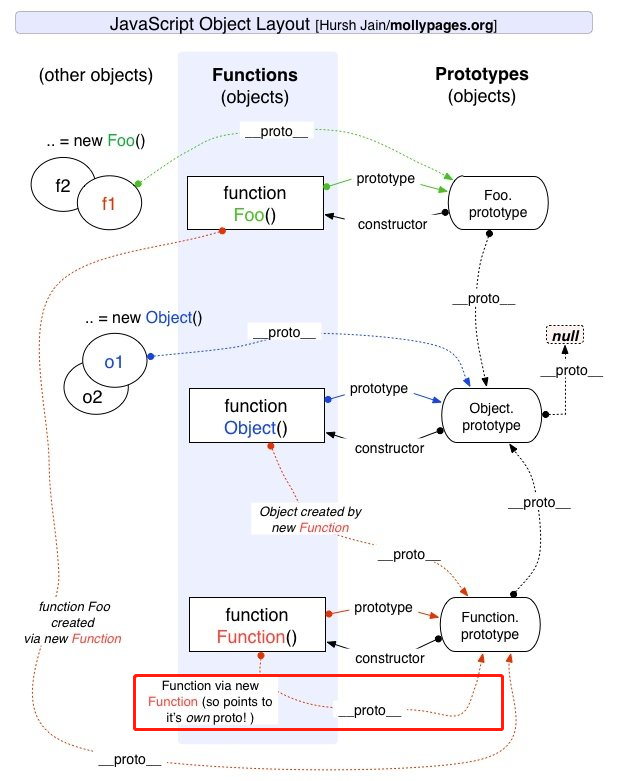 JavaScript Object Layout [Hursh Jain/mollypages.org]
(other objects)
Functions
(objects)
Prototypes
(objects)
.. = new Foo()
__proto__
f2
f1
function
Foo()
prototype
constructor
Foo.
prototype
__proto__
.. = new Object()
__proto__
null
__proto__
o1
o2
function
Object()
prototype
constructor
Object.
prototype
Object created by
new Function
__proto__
__proto__
function Foo
created
via new Function
function
Function()
prototype
constructor
Function.
prototype
Function via new
Function (so points to
it's own proto! )
__proto__
__proto__